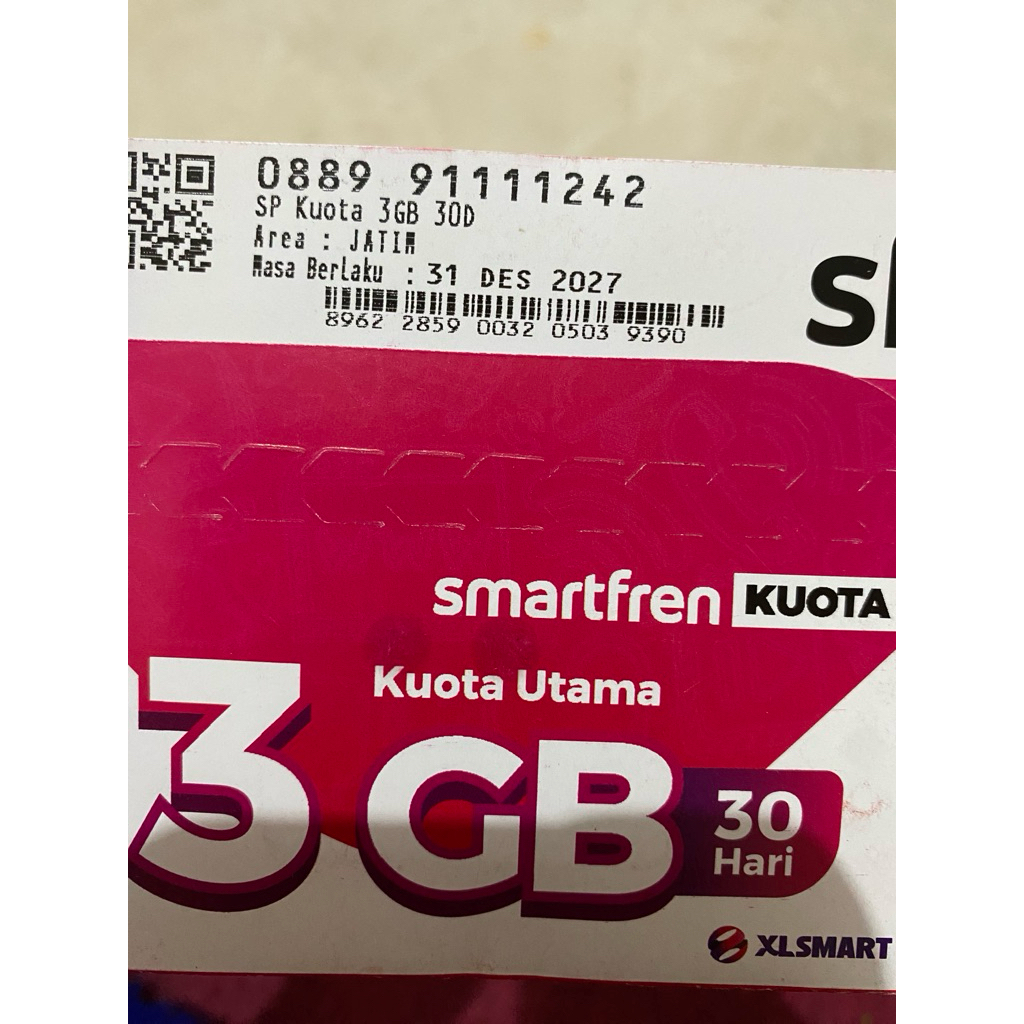 0889 91111242
SP Kuota 3GB 30D
Area : JATIM
Masa Berlaku : 31 DES 2027
8962 2859 0032 0503 9390
smartfren KUOTA
Kuota Utama
3 GB
30
Hari
XLSMART